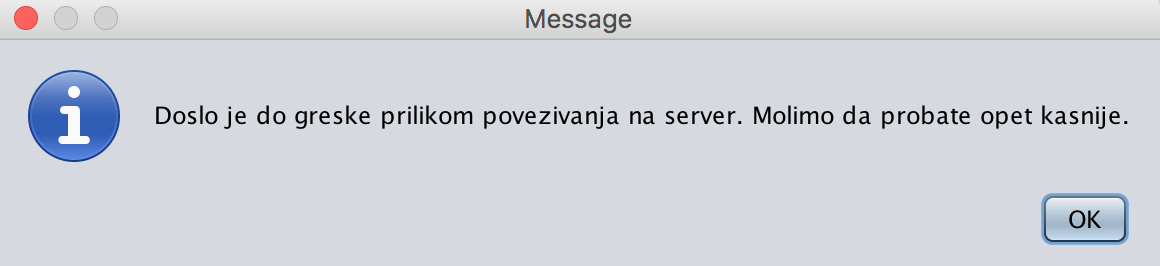 Message
Doslo je do greske prilikom povezivanja na server. Molimo da probate opet kasnije.
OK